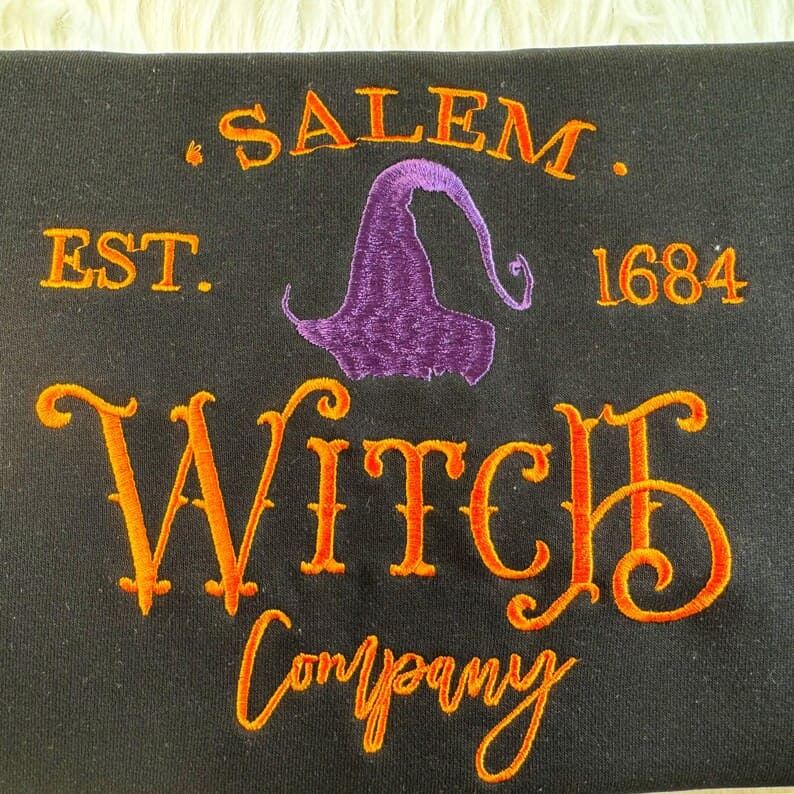 • SALEM •
EST. 1684
WITCH
Company